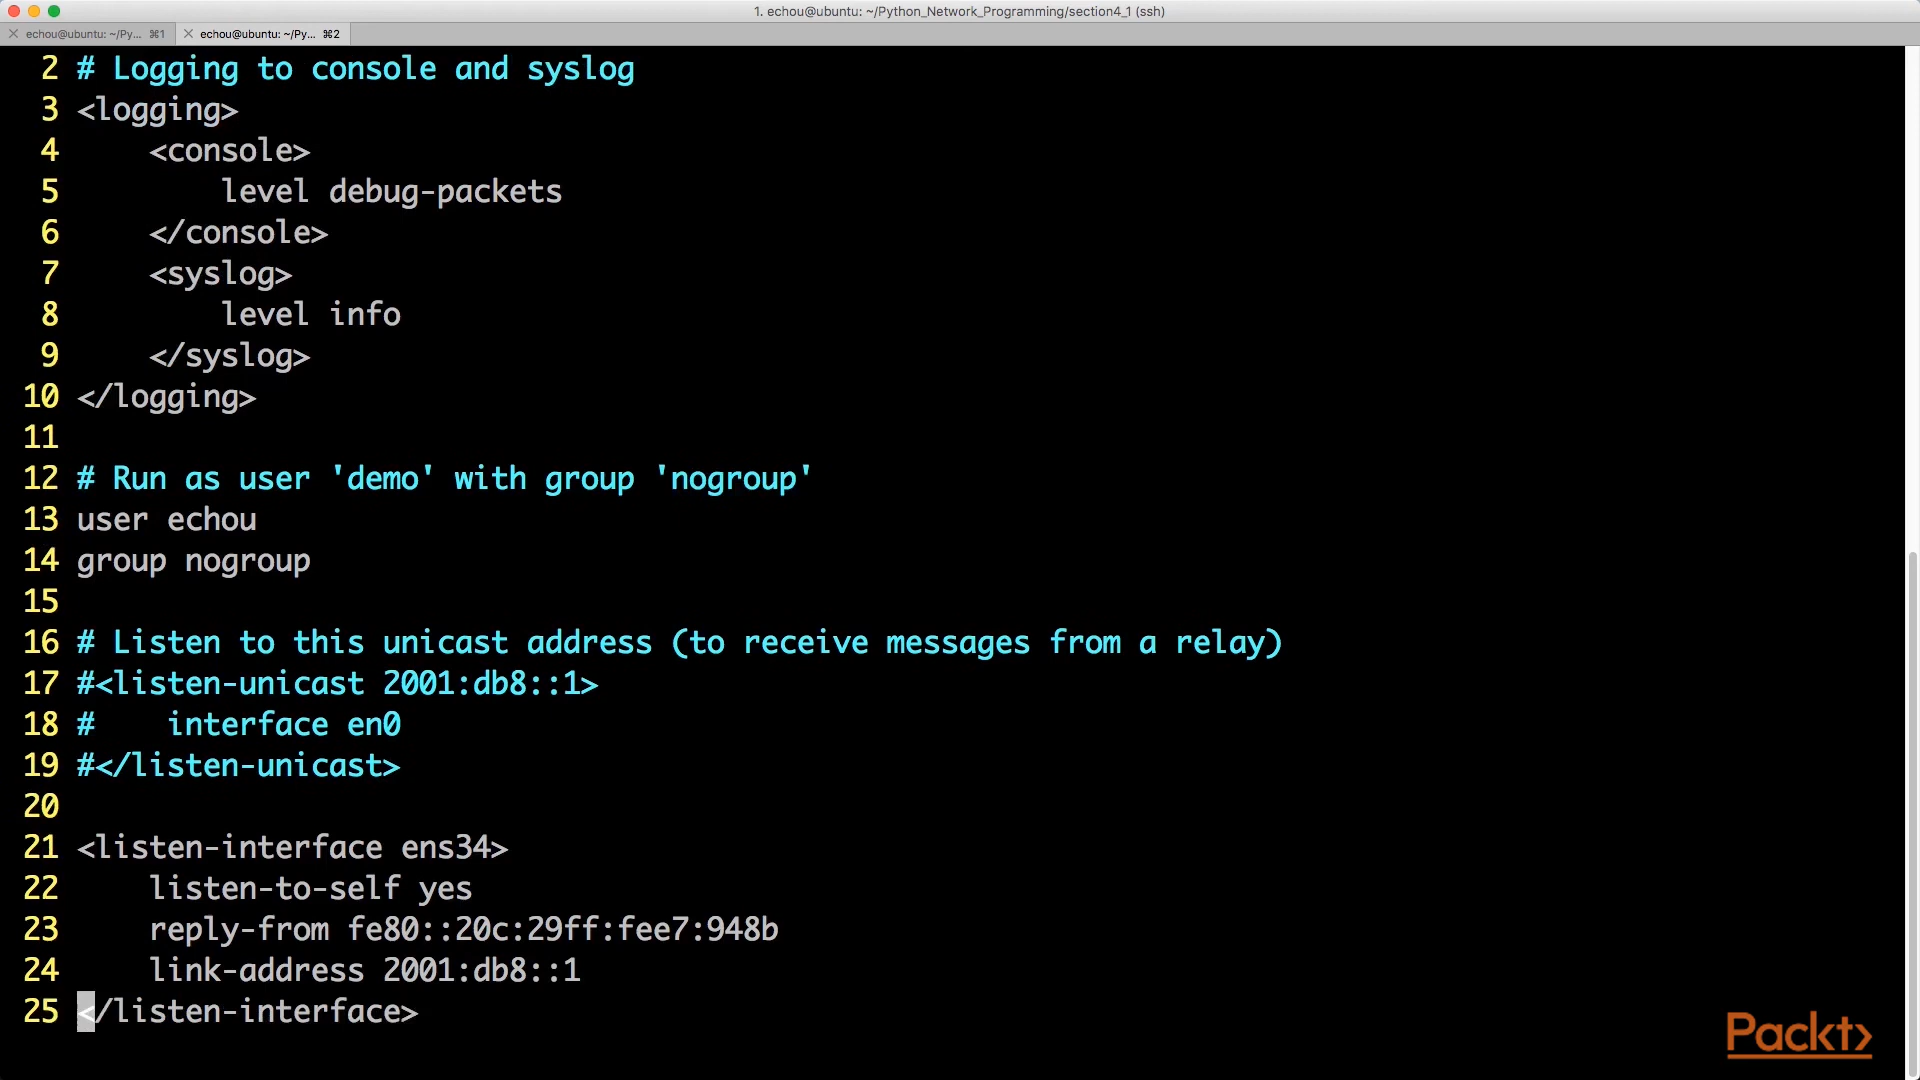 1. echou@ubuntu: ~/Python_Network_Programming/section4_1 (ssh)
echou@ubuntu: ~/Py... ⌘1 echou@ubuntu: ~/Py... ⌘2
2 # Logging to console and syslog
3 <logging>
4     <console>
5         level debug-packets
6     </console>
7     <syslog>
8         level info
9     </syslog>
10 </logging>
11
12 # Run as user 'demo' with group 'nogroup'
13 user echou
14 group nogroup
15
16 # Listen to this unicast address (to receive messages from a relay)
17 #<listen-unicast 2001:db8::1>
18 #    interface en0
19 #</listen-unicast>
20
21 <listen-interface ens34>
22     listen-to-self yes
23     reply-from fe80::20c:29ff:fee7:948b
24     link-address 2001:db8::1
25 </listen-interface>
Packt>